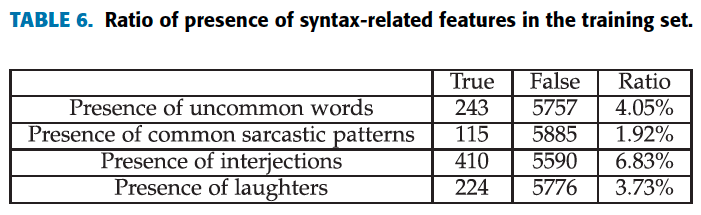 TABLE 6. Ratio of presence of syntax-related features in the training set.
True False Ratio
Presence of uncommon words 243 5757 4.05%
Presence of common sarcastic patterns 115 5885 1.92%
Presence of interjections 410 5590 6.83%
Presence of laughters 224 5776 3.73%